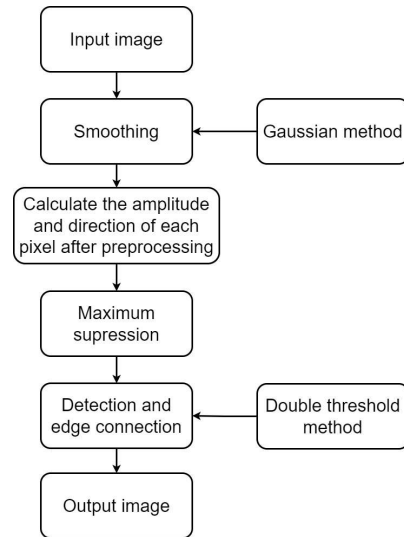 Input image
Smoothing
Gaussian method
Calculate the amplitude
and direction of each
pixel after preprocessing
Maximum
supression
Detection and
edge connection
Double threshold
method
Output image